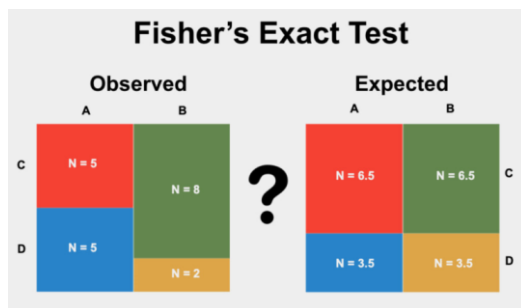 Fisher's Exact Test
Observed
Expected
A B
A B
C
N = 5
N = 8
D
N = 5
N = 2
?
N = 6.5
N = 6.5
C
N = 3.5
N = 3.5
D